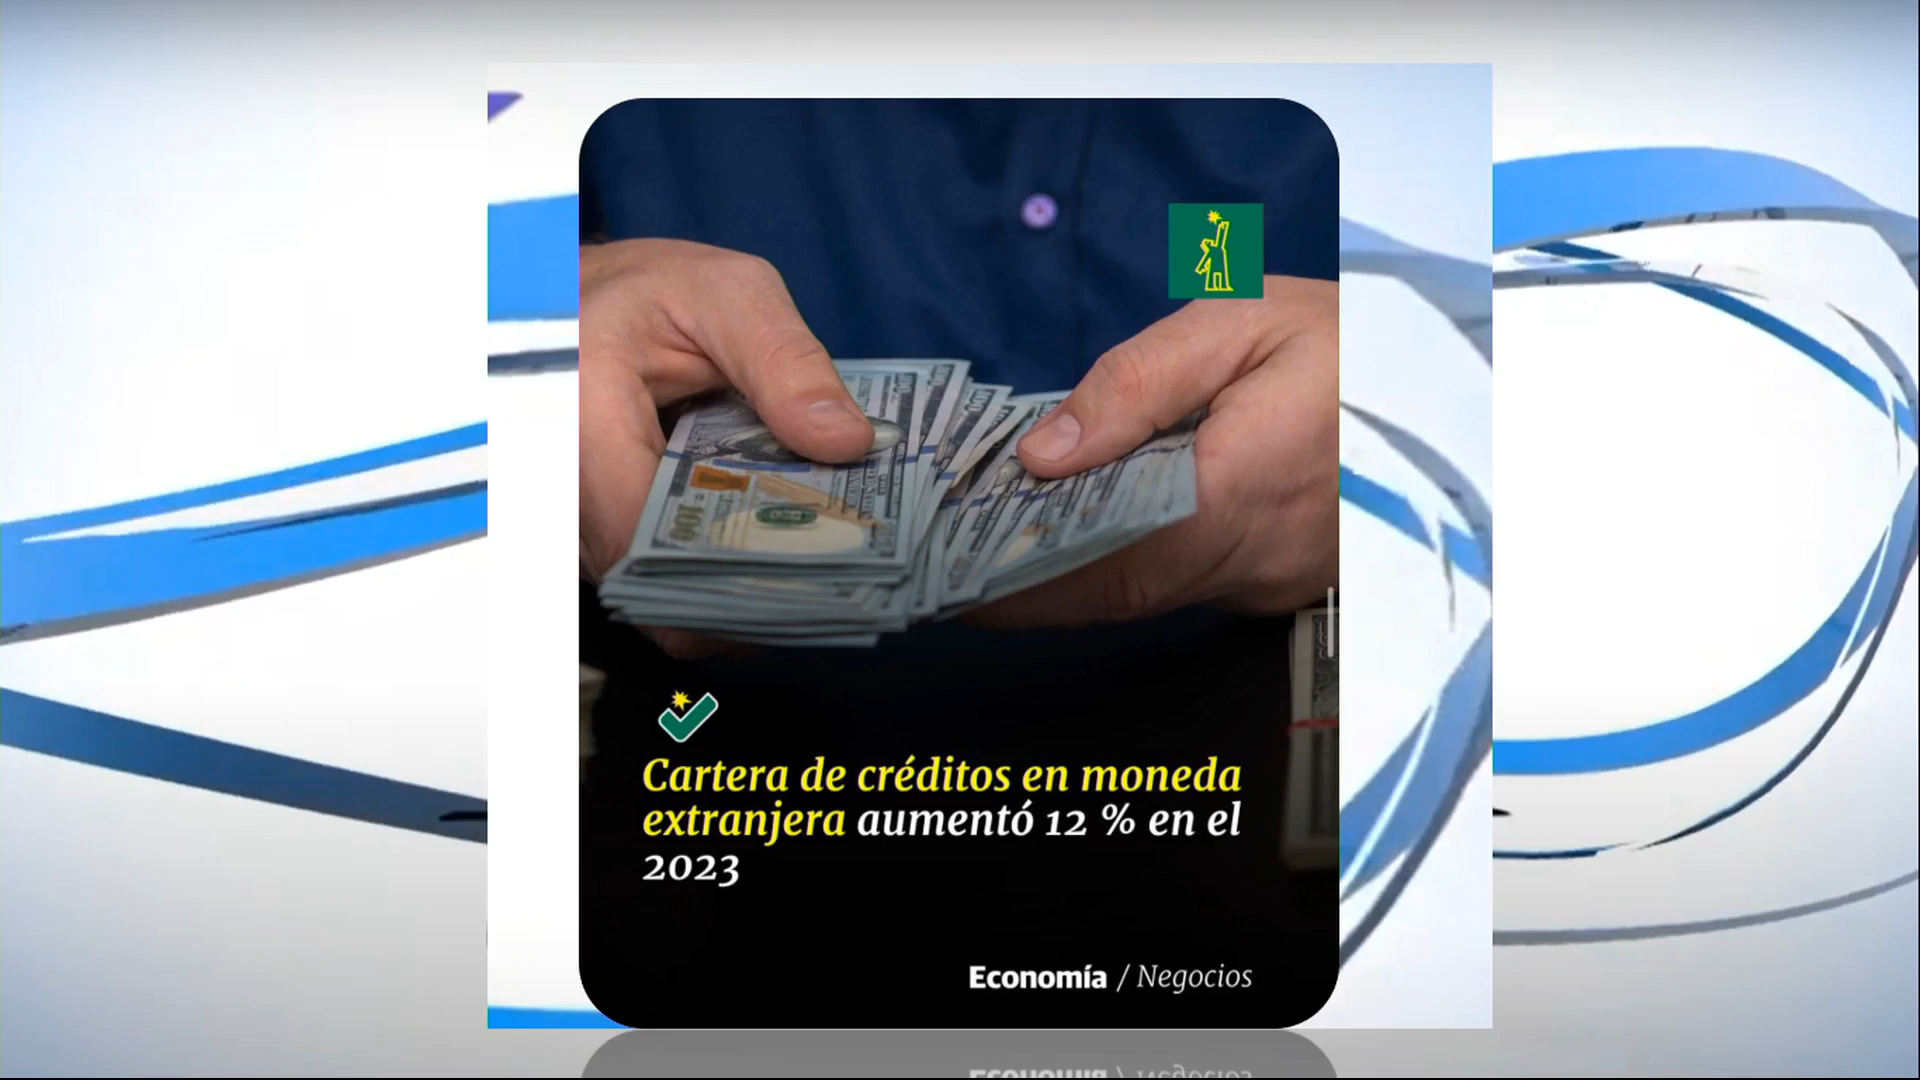 Cartera de créditos en moneda
extranjera aumentó 12 % en el
2023
Economía / Negocios